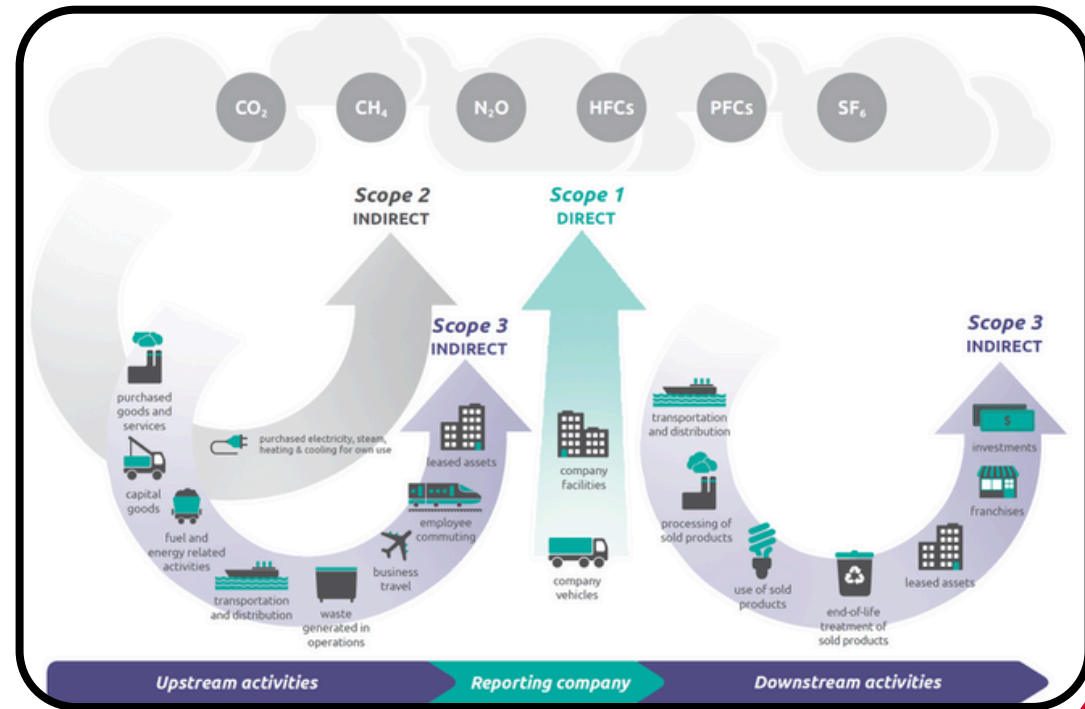 CO₂
CH₄
N₂O
HFCs
PFCs
SF₆
Scope 2
INDIRECT
Scope 1
DIRECT
Scope 3
INDIRECT
Scope 3
INDIRECT
purchased
goods and
services
capital
goods
fuel and
energy related
activities
transportation
and distribution
waste
generated in
operations
business
travel
employee
commuting
leased assets
purchased electricity, steam,
heating & cooling for own use
company
facilities
company
vehicles
transportation
and distribution
processing of
sold products
use of sold
products
end-of-life
treatment of
sold products
leased assets
franchises
$
investments
Upstream activities
Reporting company
Downstream activities